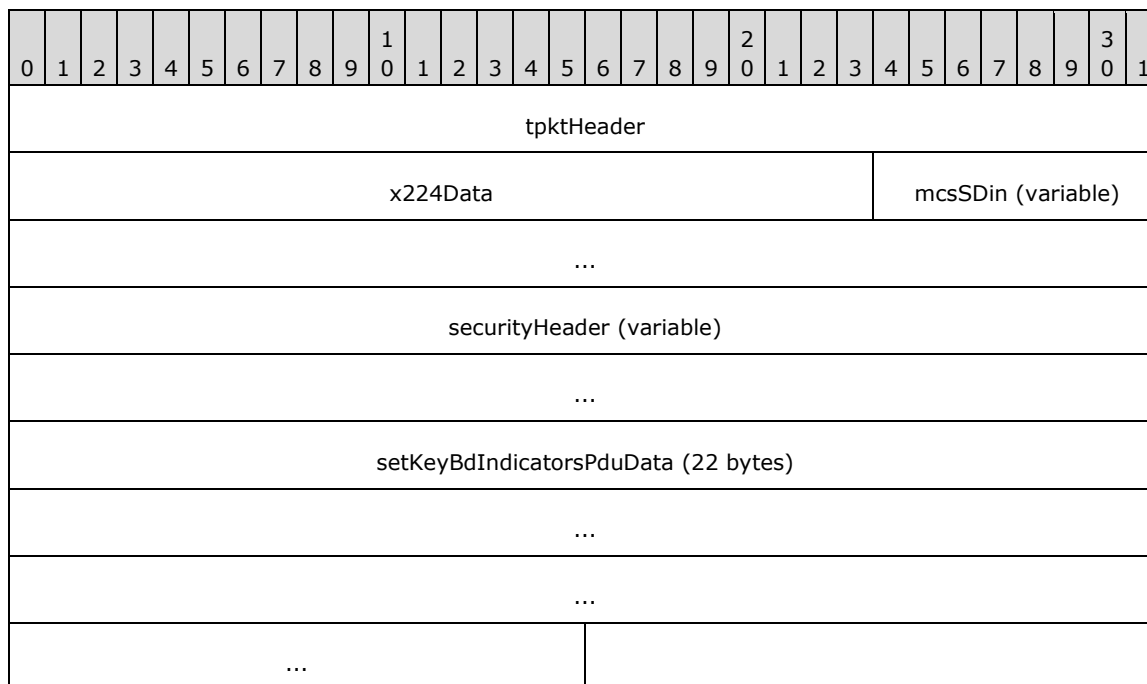 1 2 3
0 1 2 3 4 5 6 7 8 9 0 1 2 3 4 5 6 7 8 9 0 1 2 3 4 5 6 7 8 9 0 1
tpktHeader
x224Data mcsSDin (variable)
...
securityHeader (variable)
...
setKeyBdIndicatorsPduData (22 bytes)
...
...
...